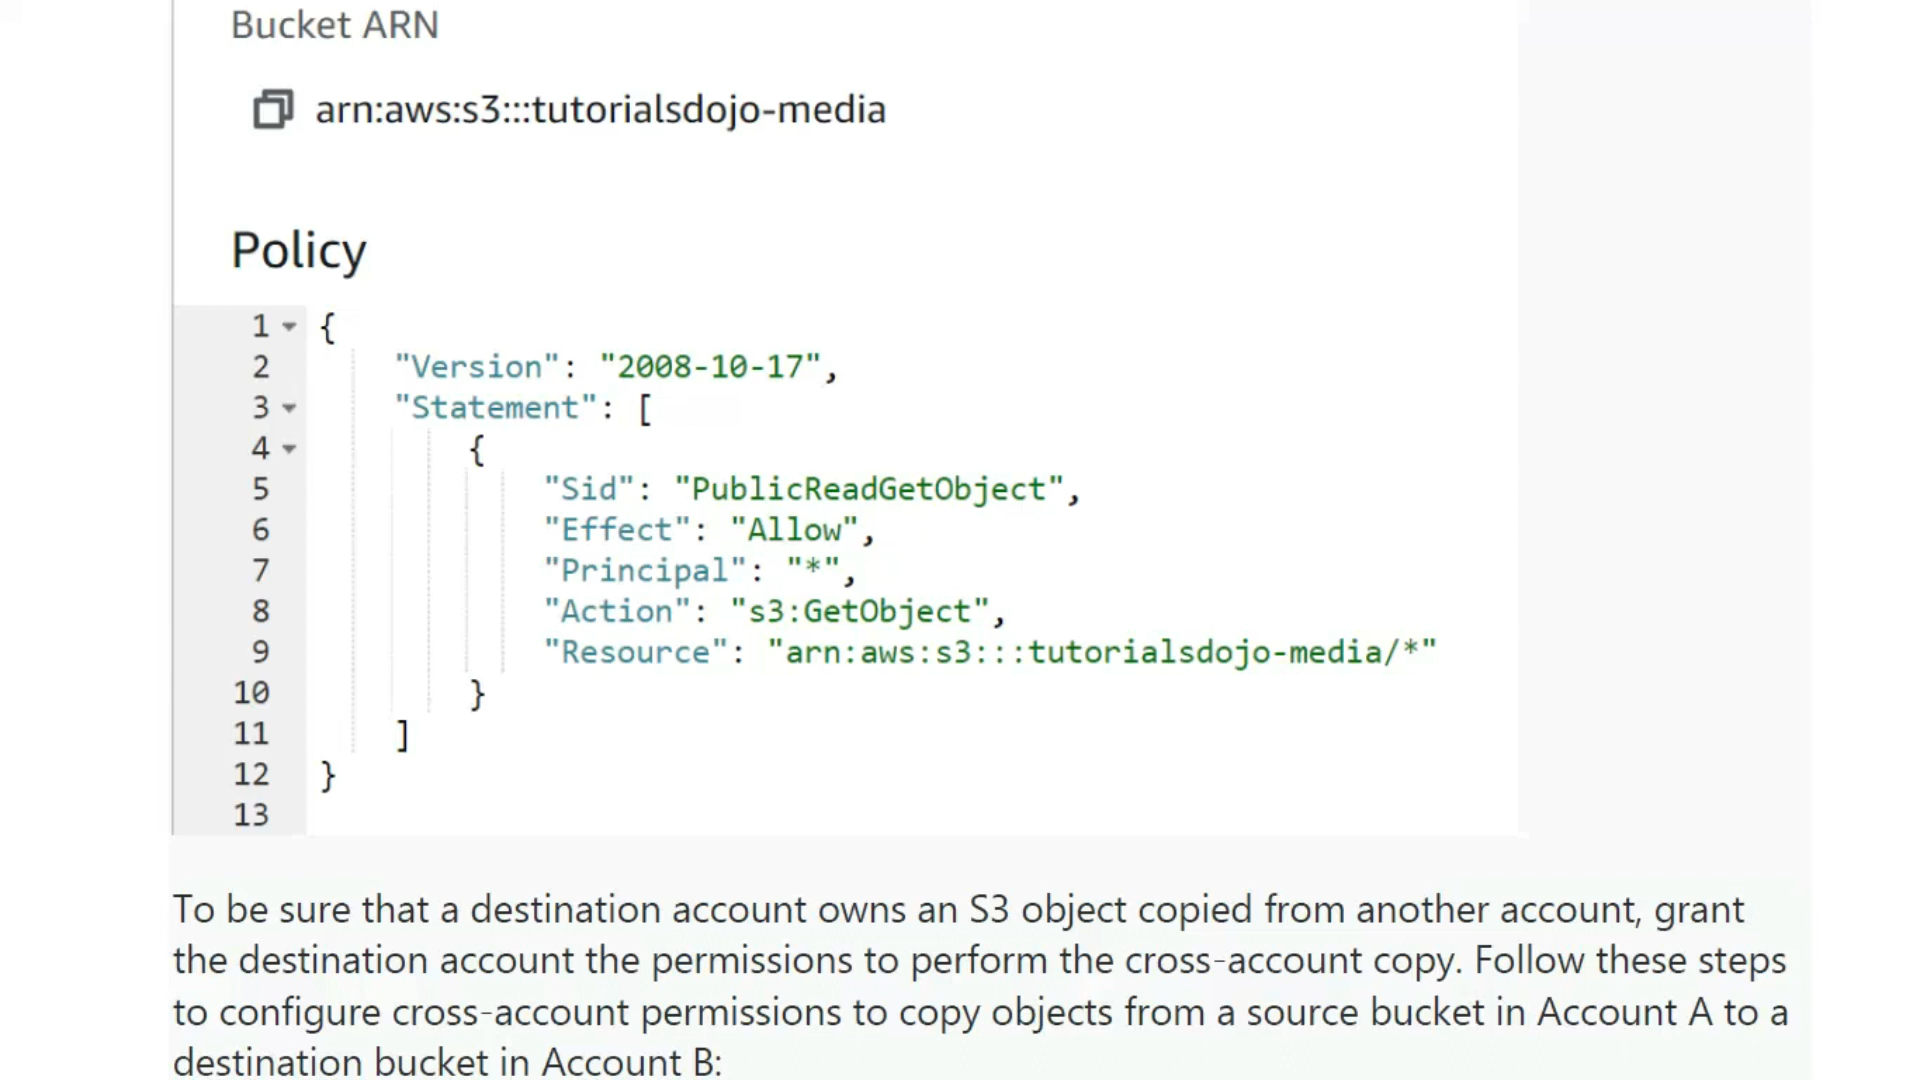 Bucket ARN
arn:aws:s3:::tutorialsdojo-media
Policy
1 {
2 "Version": "2008-10-17",
3 "Statement": [
4 {
5 "Sid": "PublicReadGetObject",
6 "Effect": "Allow",
7 "Principal": "*",
8 "Action": "s3:GetObject",
9 "Resource": "arn:aws:s3:::tutorialsdojo-media/*"
10 }
11 ]
12 }
13
To be sure that a destination account owns an S3 object copied from another account, grant
the destination account the permissions to perform the cross-account copy. Follow these steps
to configure cross-account permissions to copy objects from a source bucket in Account A to a
destination bucket in Account B: